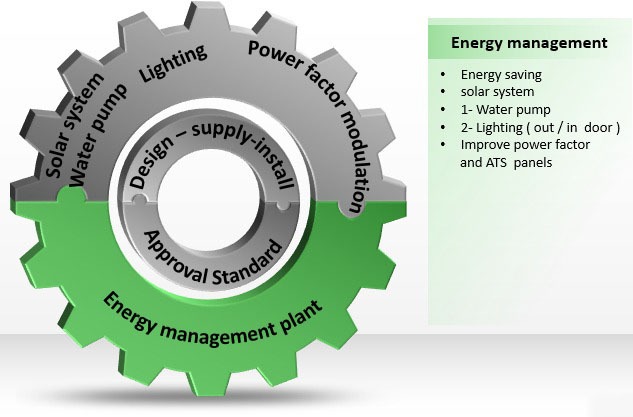 Solar system
Water pump
Lighting
Power factor modulation
Design – supply-install
Approval Standard
Energy management plant
Energy management
• Energy saving
• solar system
• 1- Water pump
• 2- Lighting ( out / in door )
• Improve power factor
and ATS panels